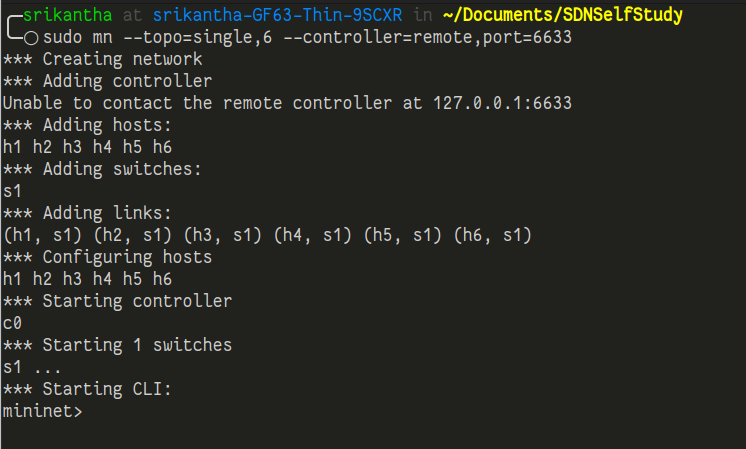 srikantha at srikantha-GF63-Thin-9SCXR in ~/Documents/SDNSelfStudy
sudo mn --topo=single,6 --controller=remote,port=6633
*** Creating network
*** Adding controller
Unable to contact the remote controller at 127.0.0.1:6633
*** Adding hosts:
h1 h2 h3 h4 h5 h6
*** Adding switches:
s1
*** Adding links:
(h1, s1) (h2, s1) (h3, s1) (h4, s1) (h5, s1) (h6, s1)
*** Configuring hosts
h1 h2 h3 h4 h5 h6
*** Starting controller
c0
*** Starting 1 switches
s1 ...
*** Starting CLI:
mininet>